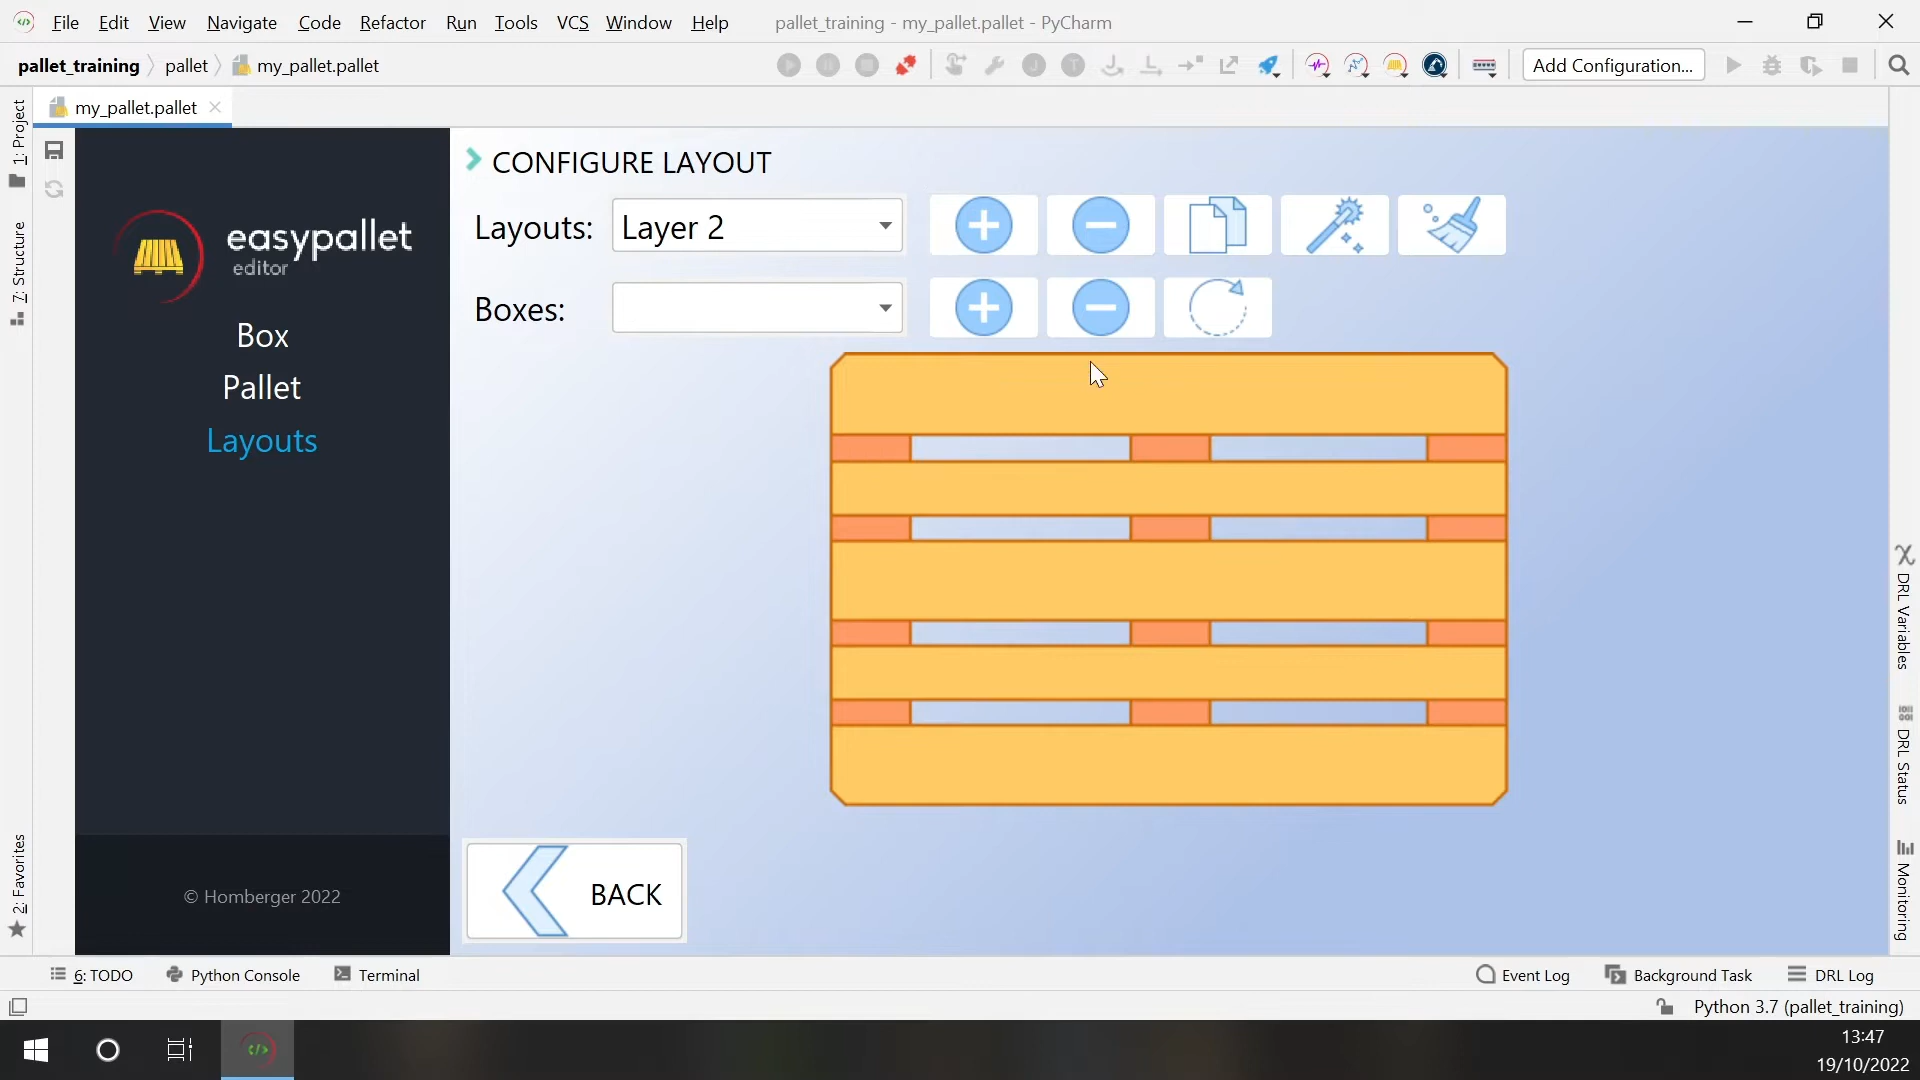 File Edit View Navigate Code Refactor Run Tools VCS Window Help pallet_training - my_pallet.pallet - PyCharm
pallet_training pallet my_pallet.pallet Add Configuration...
1: Project
7: Structure
2: Favorites
my_pallet.pallet
easypallet
editor
Box
Pallet
Layouts
© Homberger 2022
CONFIGURE LAYOUT
Layouts: Layer 2
Boxes:
BACK
DRL Variables
DRL Status
Monitoring
6: TODO Python Console Terminal Event Log Background Task DRL Log
Python 3.7 (pallet_training)
13:47
19/10/2022